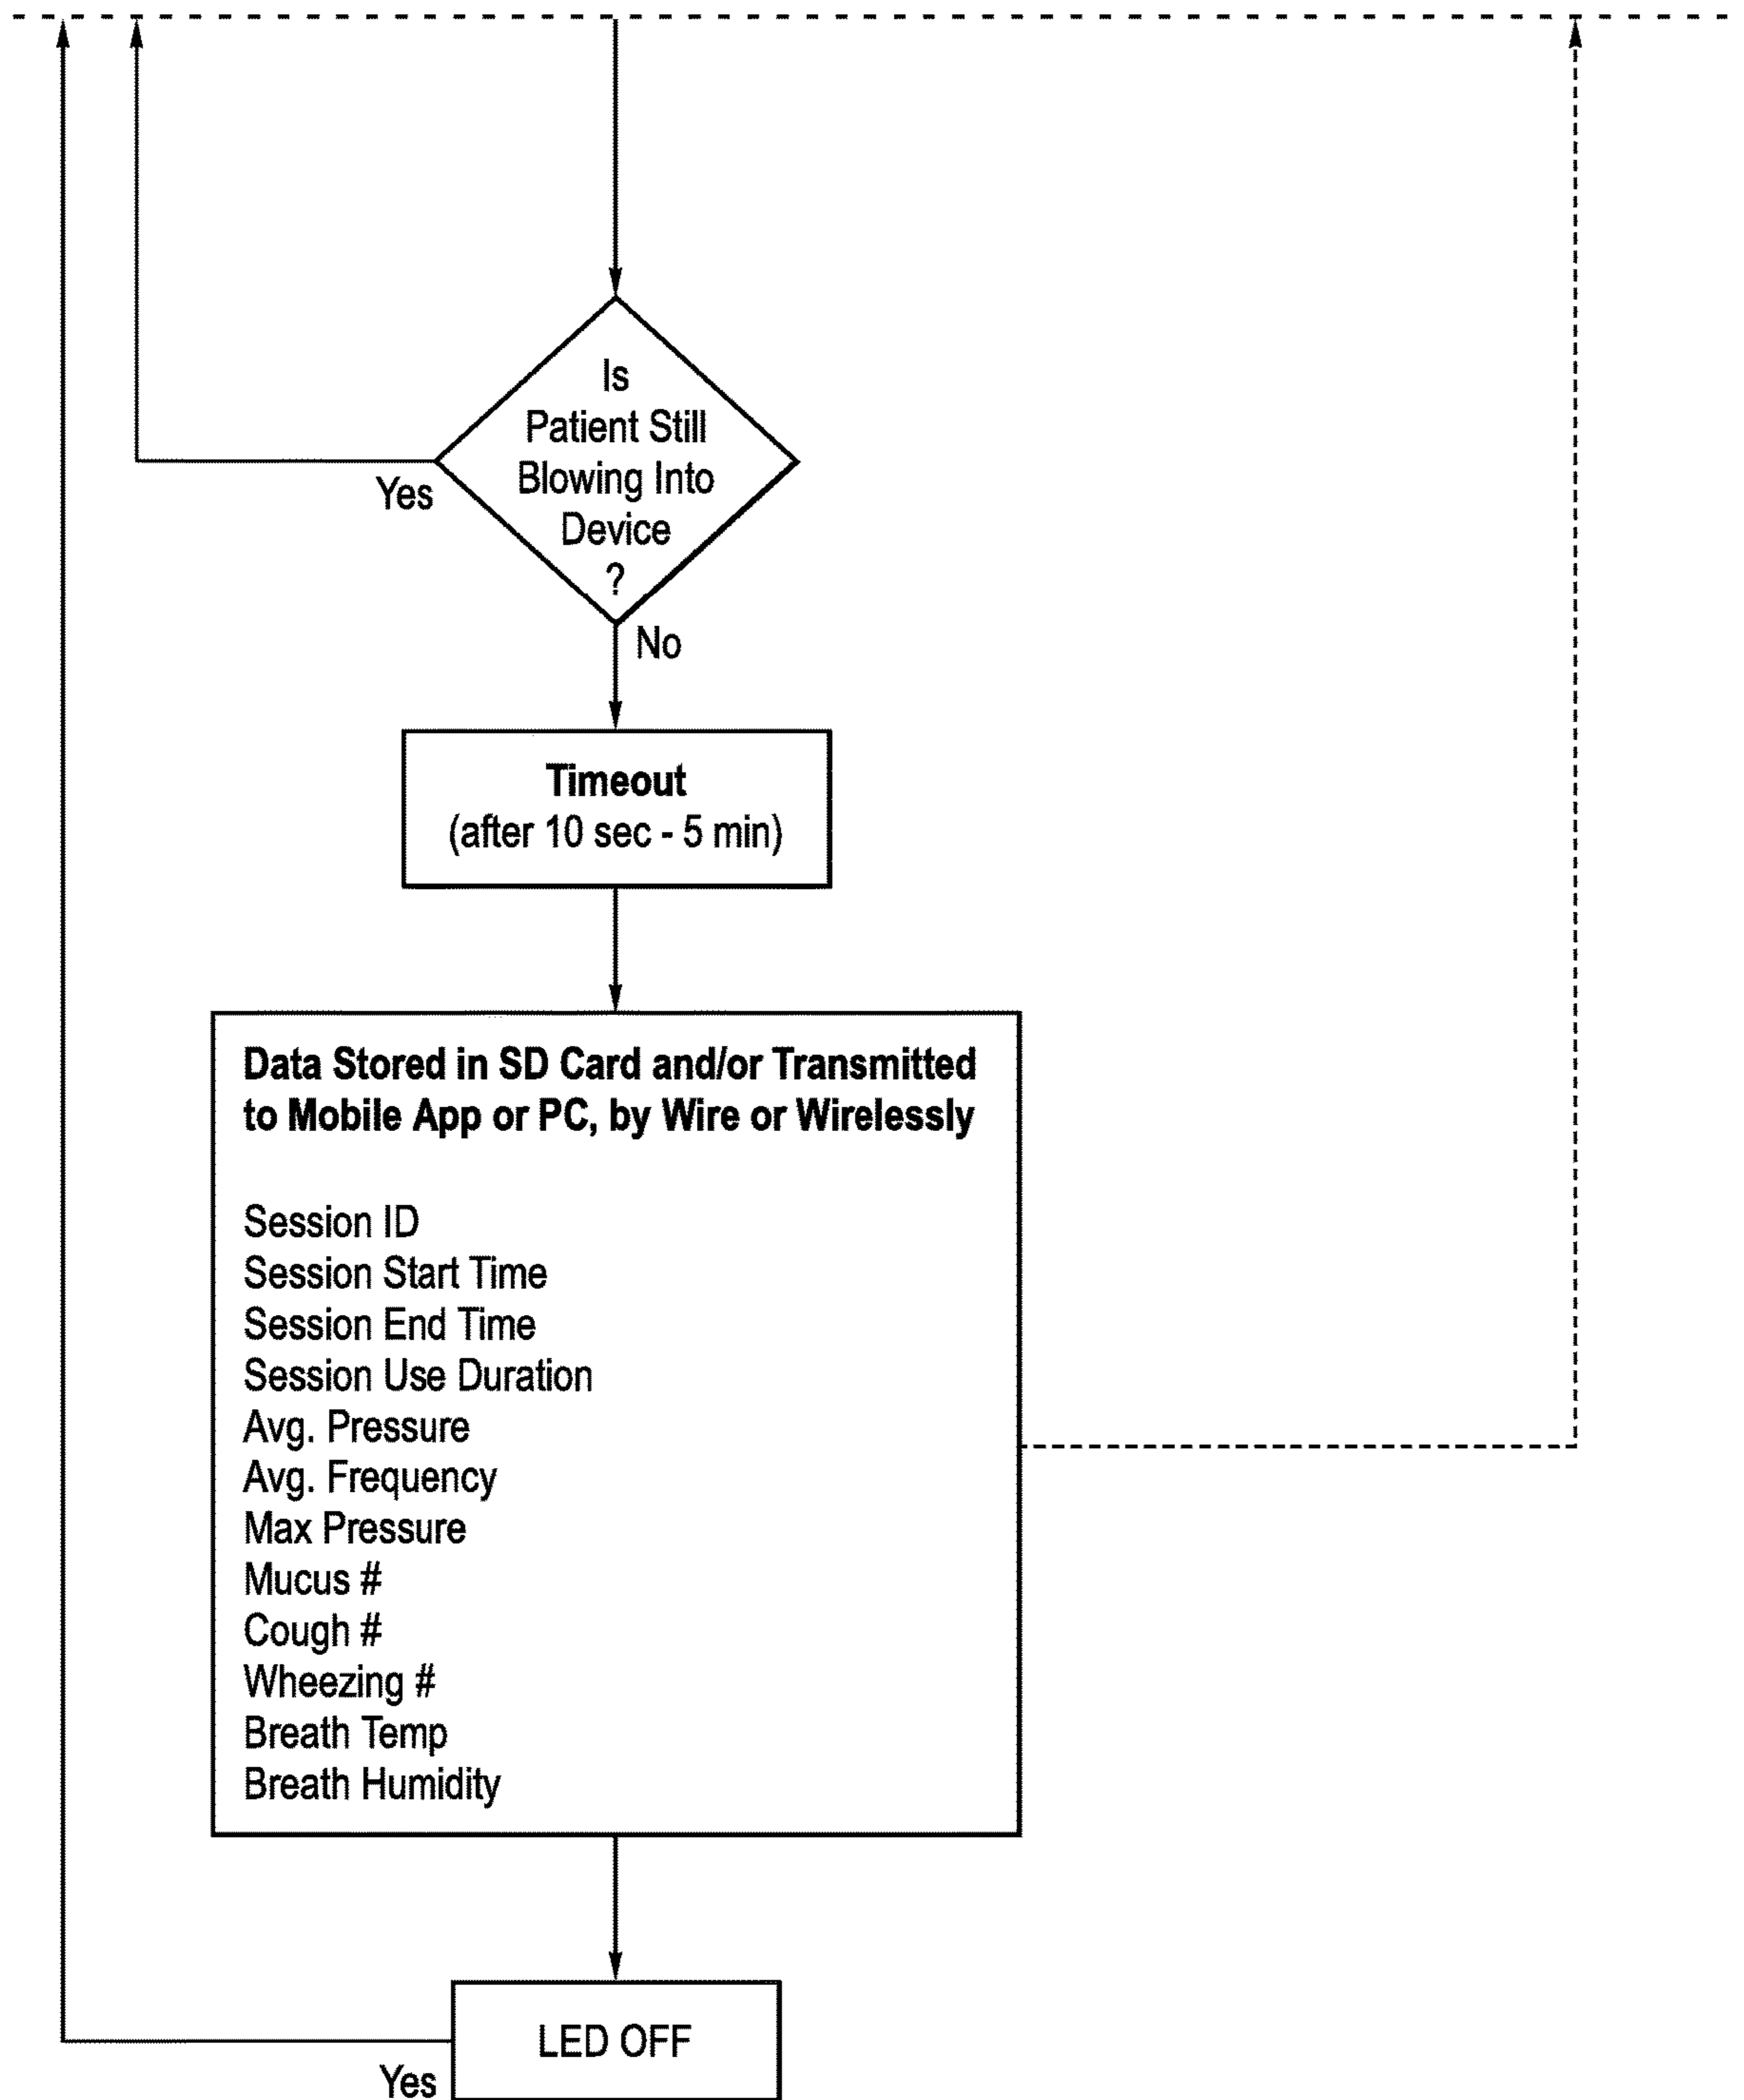 Is
Patient Still
Blowing Into
Device
?
Yes
No
Timeout
(after 10 sec - 5 min)
Data Stored in SD Card and/or Transmitted
to Mobile App or PC, by Wire or Wirelessly
Session ID
Session Start Time
Session End Time
Session Use Duration
Avg. Pressure
Avg. Frequency
Max Pressure
Mucus #
Cough #
Wheezing #
Breath Temp
Breath Humidity
LED OFF
Yes